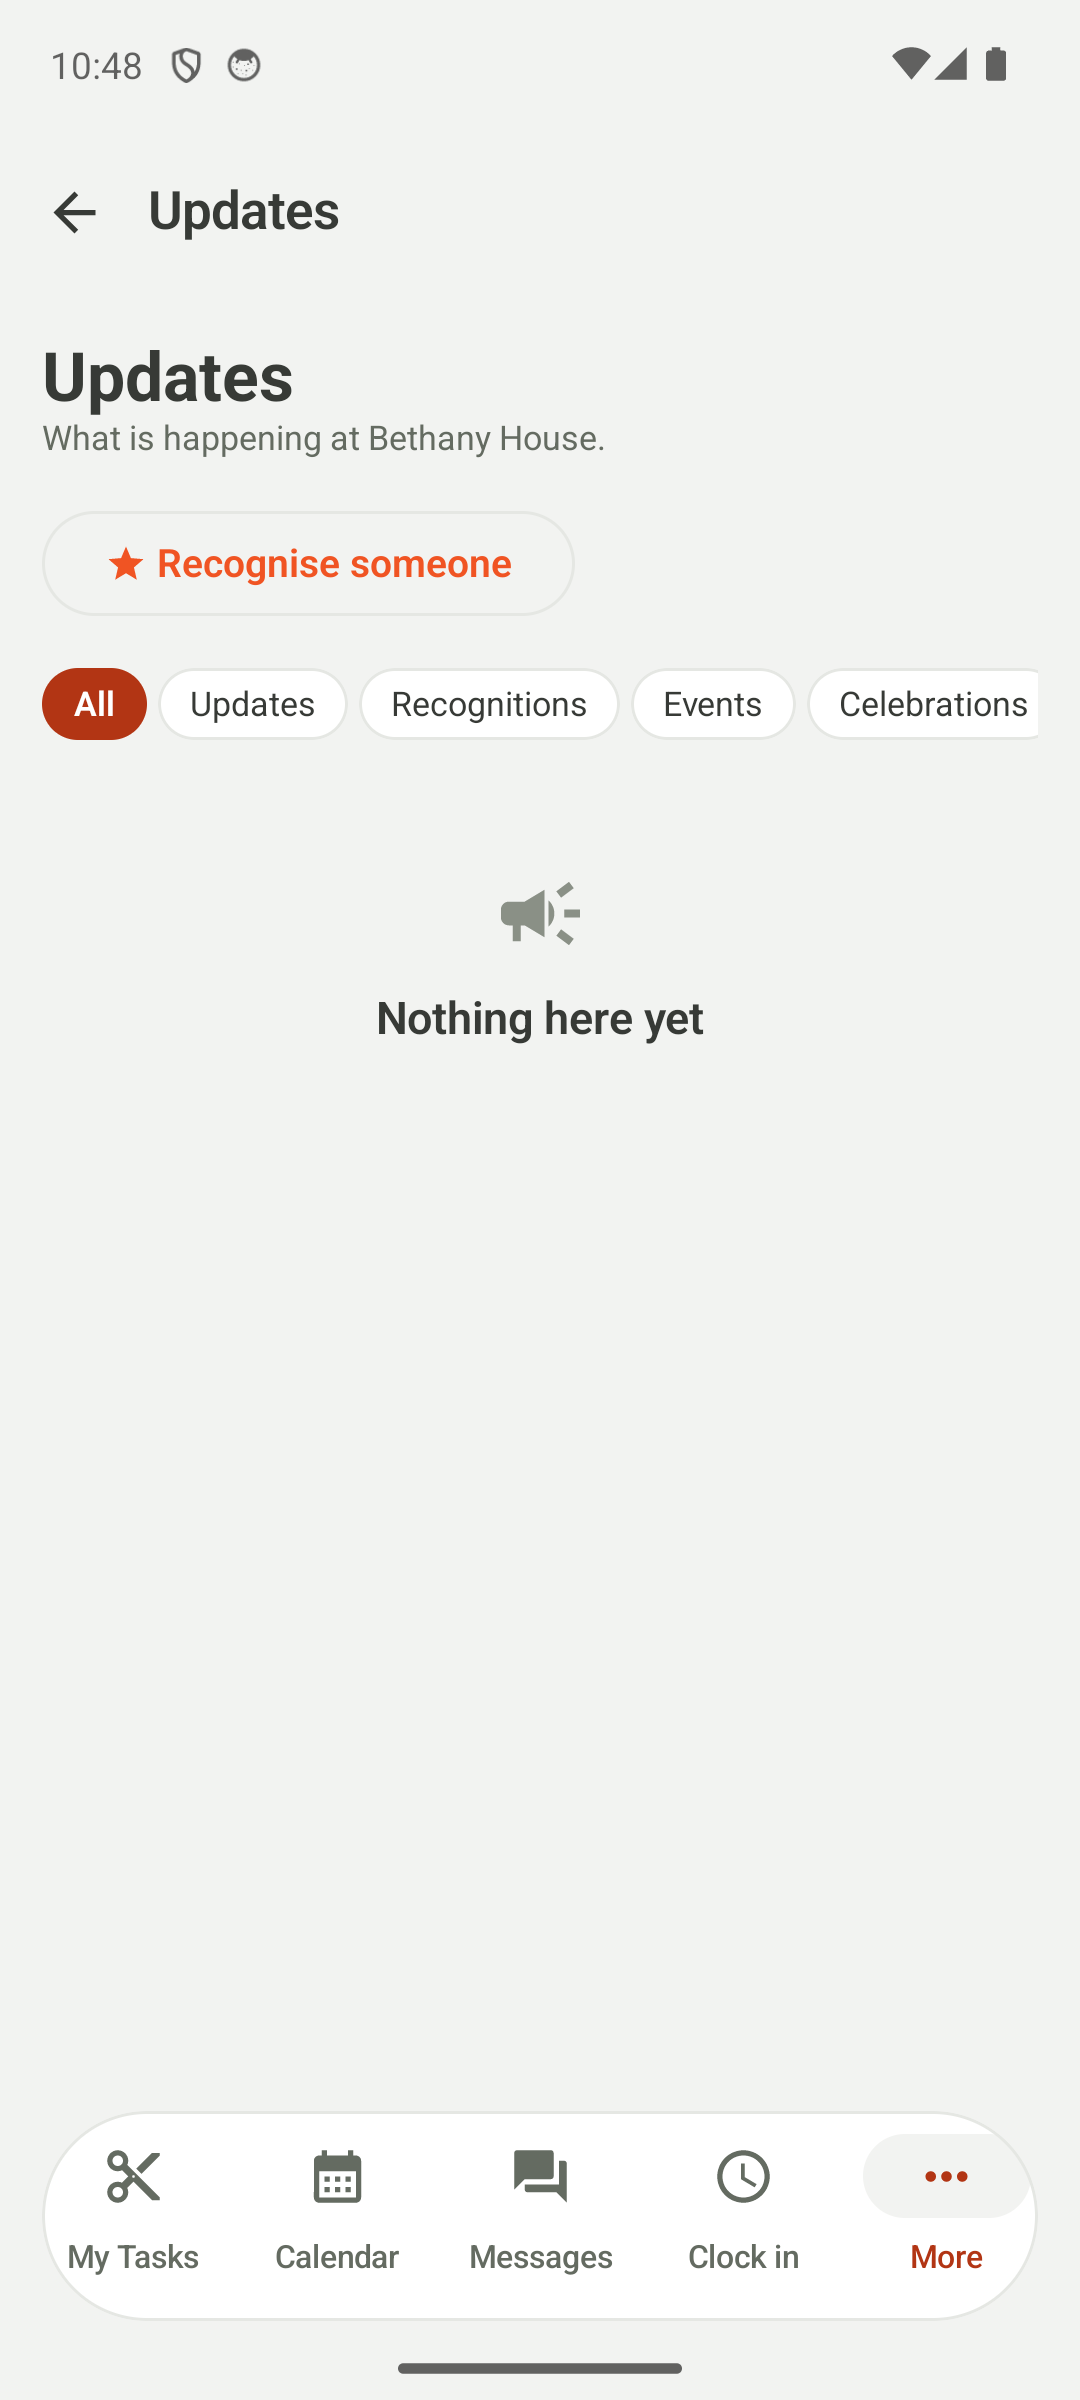 10:48
Updates
Updates
What is happening at Bethany House.
Recognise someone
All
Updates
Recognitions
Events
Celebrations
Nothing here yet
My Tasks
Calendar
Messages
Clock in
More